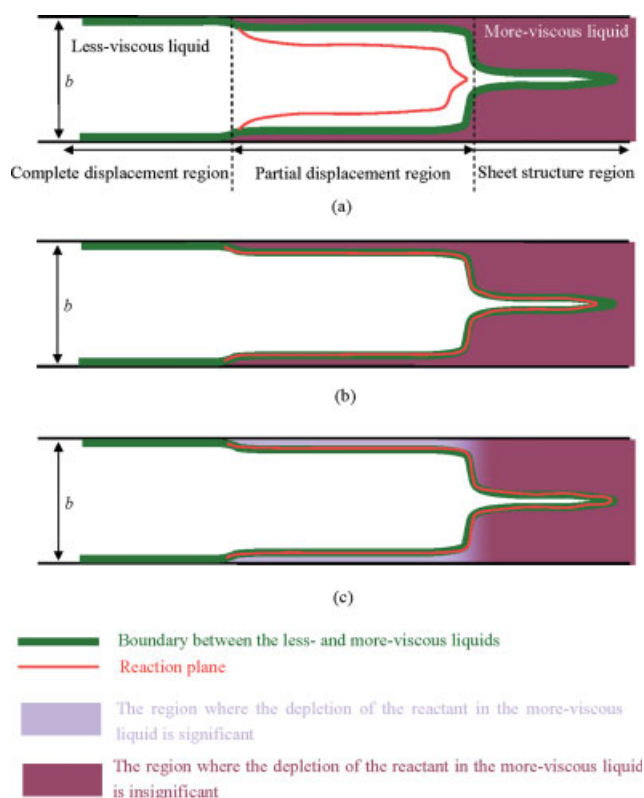 Less-viscous liquid
More-viscous liquid
b
Complete displacement region
Partial displacement region
Sheet structure region
(a)
b
(b)
b
(c)
Boundary between the less- and more-viscous liquids
Reaction plane
The region where the depletion of the reactant in the more-viscous
liquid is significant
The region where the depletion of the reactant in the more-viscous liquid
is insignificant